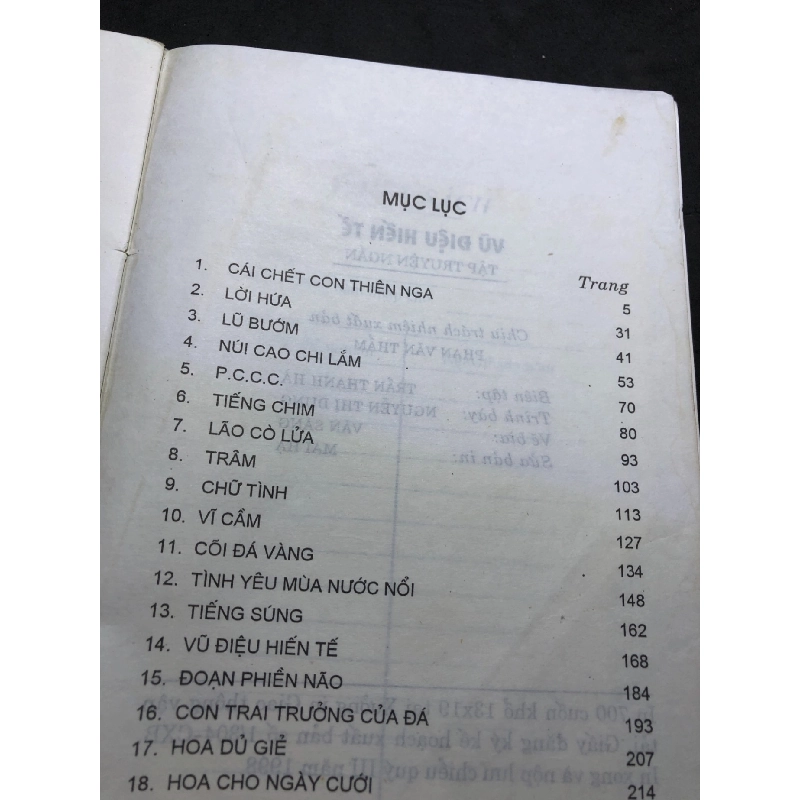 MỤC LỤC
Trang
1. CÁI CHẾT CON THIÊN NGA 5
2. LỜI HỨA 31
3. LŨ BƯỚM 41
4. NÚI CAO CHI LẮM 53
5. P.C.C.C. 70
6. TIẾNG CHIM 80
7. LÃO CÒ LỬA 93
8. TRÂM 103
9. CHỮ TÌNH 113
10. VĨ CẦM 127
11. CÕI ĐÁ VÀNG 134
12. TÌNH YÊU MÙA NƯỚC NỔI 148
13. TIẾNG SÚNG 162
14. VŨ ĐIỆU HIẾN TẾ 168
15. ĐOẠN PHIỀN NÃO 184
16. CON TRAI TRƯỞNG CỦA ĐÁ 193
17. HOA DỦ GIẺ 207
18. HOA CHO NGÀY CƯỚI 214